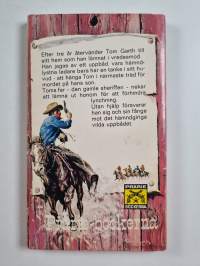 Efter tre år återvänder Tom Garth till
ett hem som han lämnat i vredesmod.
Han jagas av ett uppbåd, vars hämnd-
lystna ledare bara har en tanke i sitt hu-
vud - att hänga Tom i närmaste träd för
mordet på hans son.
Toms far - den gamle sheriffen - nekar
att lämna ut honom för att förhindra
lynchning.
Utan hjälp försvarar
han sig och sin fånge
mot det hämndgiriga
vilda uppbådet.
PRÄRIE
BÖCKERNA